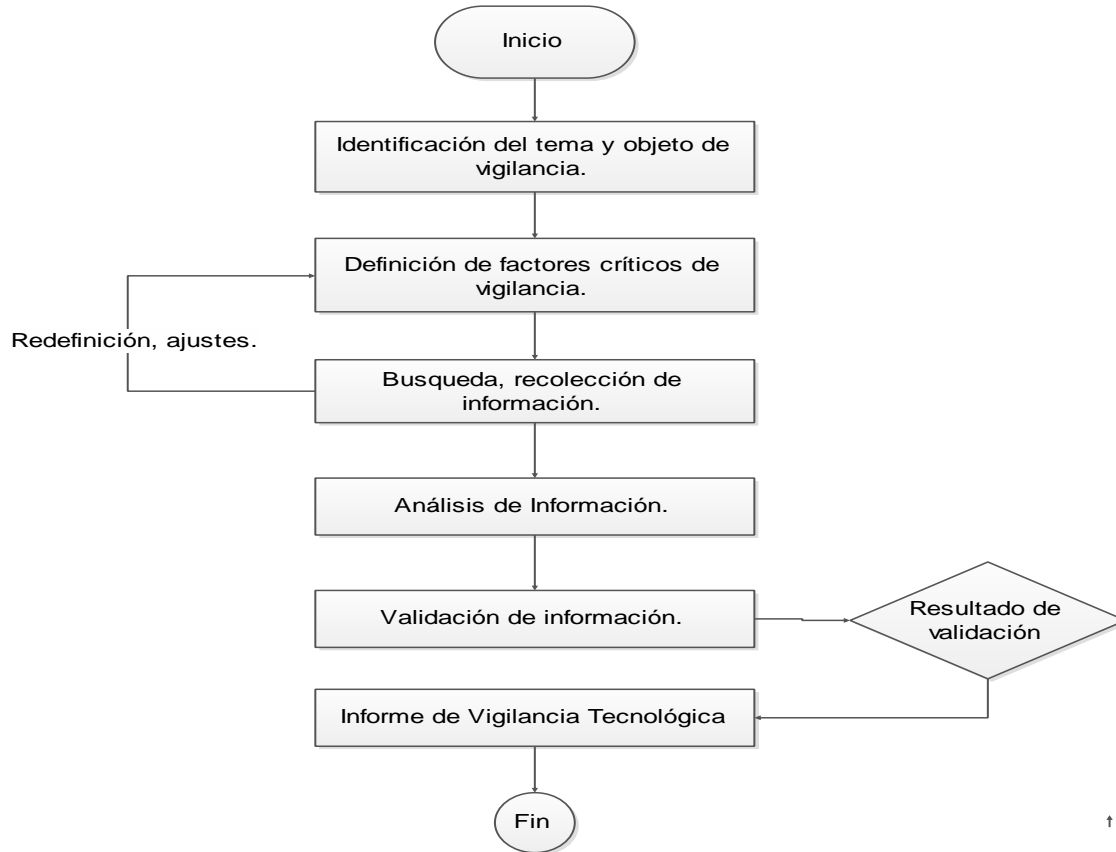 Inicio
Identificación del tema y objeto de
vigilancia.
Definición de factores críticos de
vigilancia.
Redefinición, ajustes.
Busqueda, recolección de
información.
Análisis de Información.
Validación de información.
Resultado de
validación
Informe de Vigilancia Tecnológica
Fin